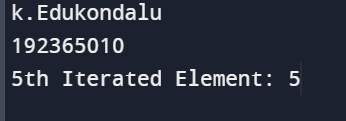 k.Edukondalu
192365010
5th Iterated Element: 5